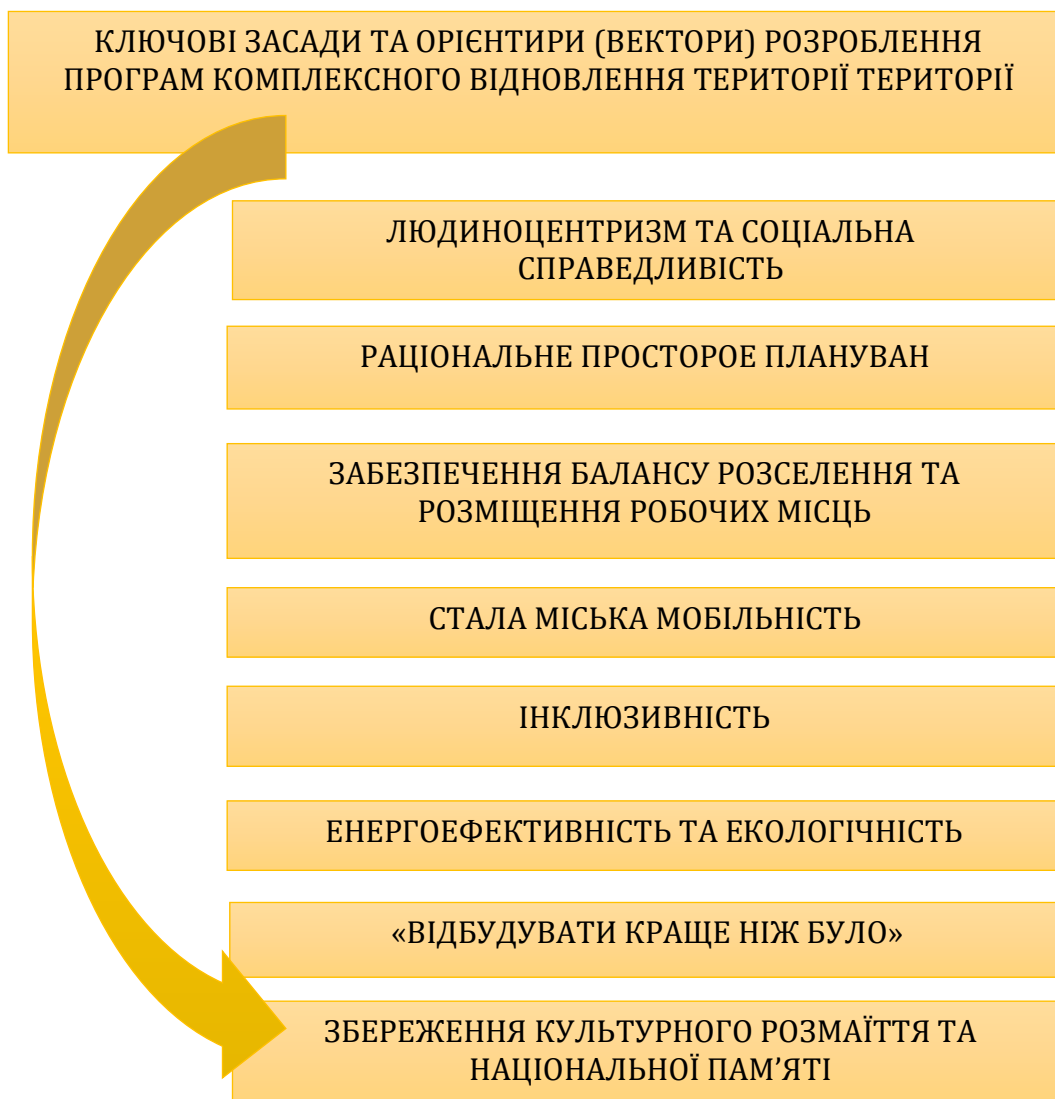 КЛЮЧОВІ ЗАСАДИ ТА ОРІЄНТИРИ (ВЕКТОРИ) РОЗРОБЛЕННЯ
ПРОГРАМ КОМПЛЕКСНОГО ВІДНОВЛЕННЯ ТЕРИТОРІЇ ТЕРИТОРІЇ
ЛЮДИНОЦЕНТРИЗМ ТА СОЦІАЛЬНА
СПРАВЕДЛИВІСТЬ
РАЦІОНАЛЬНЕ ПРОСТОРОЕ ПЛАНУВАН
ЗАБЕЗПЕЧЕННЯ БАЛАНСУ РОЗСЕЛЕННЯ ТА
РОЗМІЩЕННЯ РОБОЧИХ МІСЦЬ
СТАЛА МІСЬКА МОБІЛЬНІСТЬ
ІНКЛЮЗИВНІСТЬ
ЕНЕРГОЕФЕКТИВНІСТЬ ТА ЕКОЛОГІЧНІСТЬ
«ВІДБУДУВАТИ КРАЩЕ НІЖ БУЛО»
ЗБЕРЕЖЕННЯ КУЛЬТУРНОГО РОЗМАЇТТЯ ТА
НАЦІОНАЛЬНОЇ ПАМ’ЯТІ